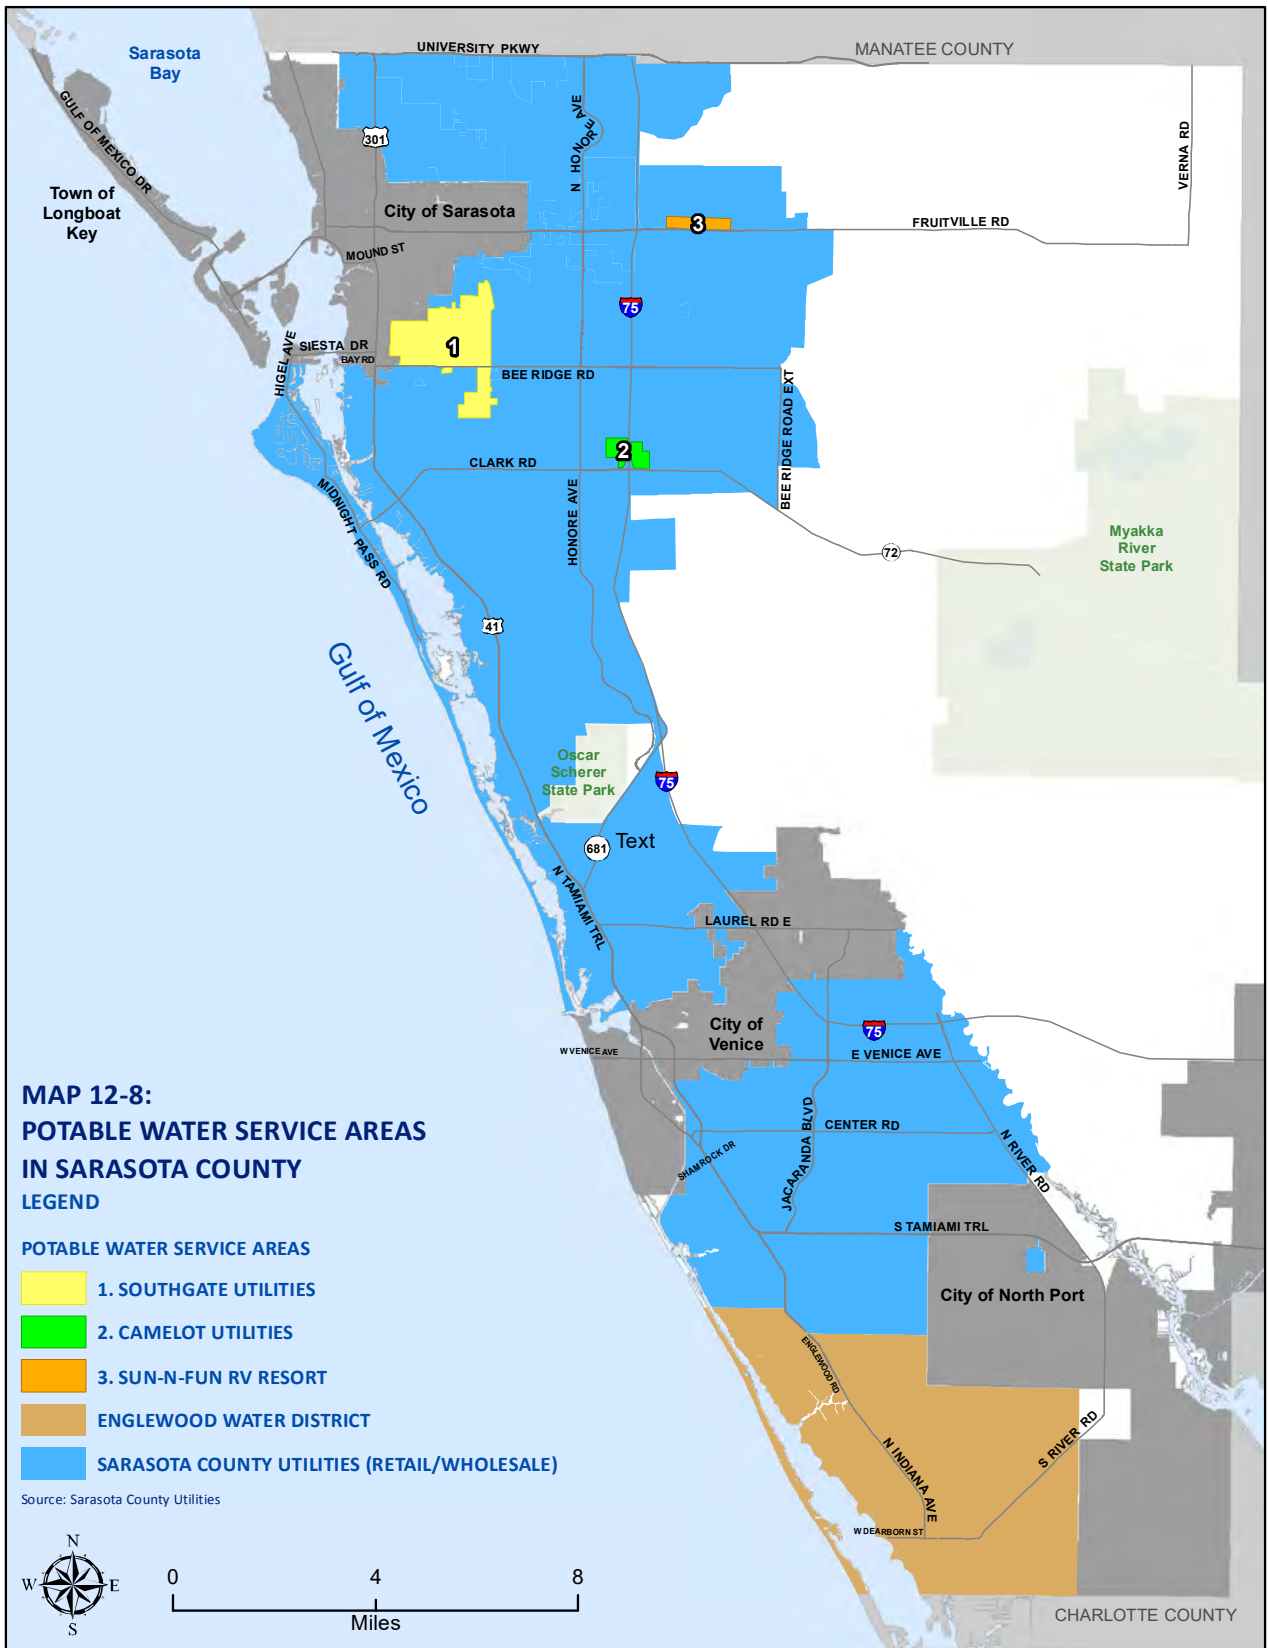 UNIVERSITY PKWY
MANATEE COUNTY
Sarasota
Bay
GULF OF MEXICO DR
301
N HONORE AVE
VERNA RD
Town of
Longboat
Key
City of Sarasota
3
FRUITVILLE RD
MOUND ST
75
1
SIESTA DR
BAY RD
HIGEL AVE
BEE RIDGE RD
BEE RIDGE ROAD EXT
2
CLARK RD
MIDNIGHT PASS RD
HONORE AVE
72
Myakka
River
State Park
41
Gulf of Mexico
Oscar
Scherer
State Park
75
681
Text
N TAMIAMI TRL
LAUREL RD E
City of
Venice
75
W VENICE AVE
E VENICE AVE
MAP 12-8:
POTABLE WATER SERVICE AREAS
IN SARASOTA COUNTY
LEGEND
JACARANDA BLVD
CENTER RD
N RIVER RD
SHAMROCK DR
S TAMIAMI TRL
City of North Port
POTABLE WATER SERVICE AREAS
1. SOUTHGATE UTILITIES
2. CAMELOT UTILITIES
3. SUN-N-FUN RV RESORT
ENGLEWOOD WATER DISTRICT
SARASOTA COUNTY UTILITIES (RETAIL/WHOLESALE)
Source: Sarasota County Utilities
ENGLEWOOD RD
N INDIANA AVE
S RIVER RD
W DEARBORN ST
N
W
E
S
0
4
8
Miles
CHARLOTTE COUNTY